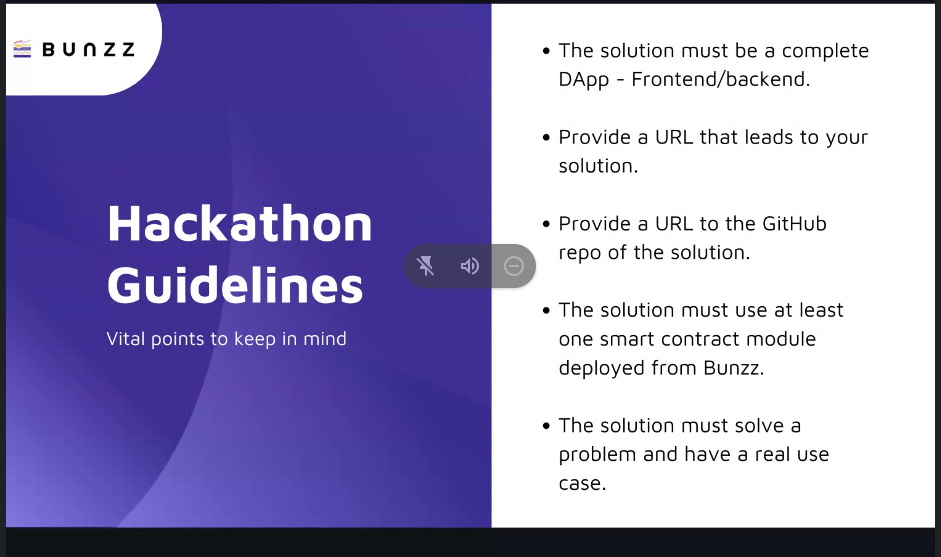 BUNZZ
Hackathon
Guidelines
Vital points to keep in mind
• The solution must be a complete
DApp - Frontend/backend.
• Provide a URL that leads to your
solution.
• Provide a URL to the GitHub
repo of the solution.
• The solution must use at least
one smart contract module
deployed from Bunzz.
• The solution must solve a
problem and have a real use
case.